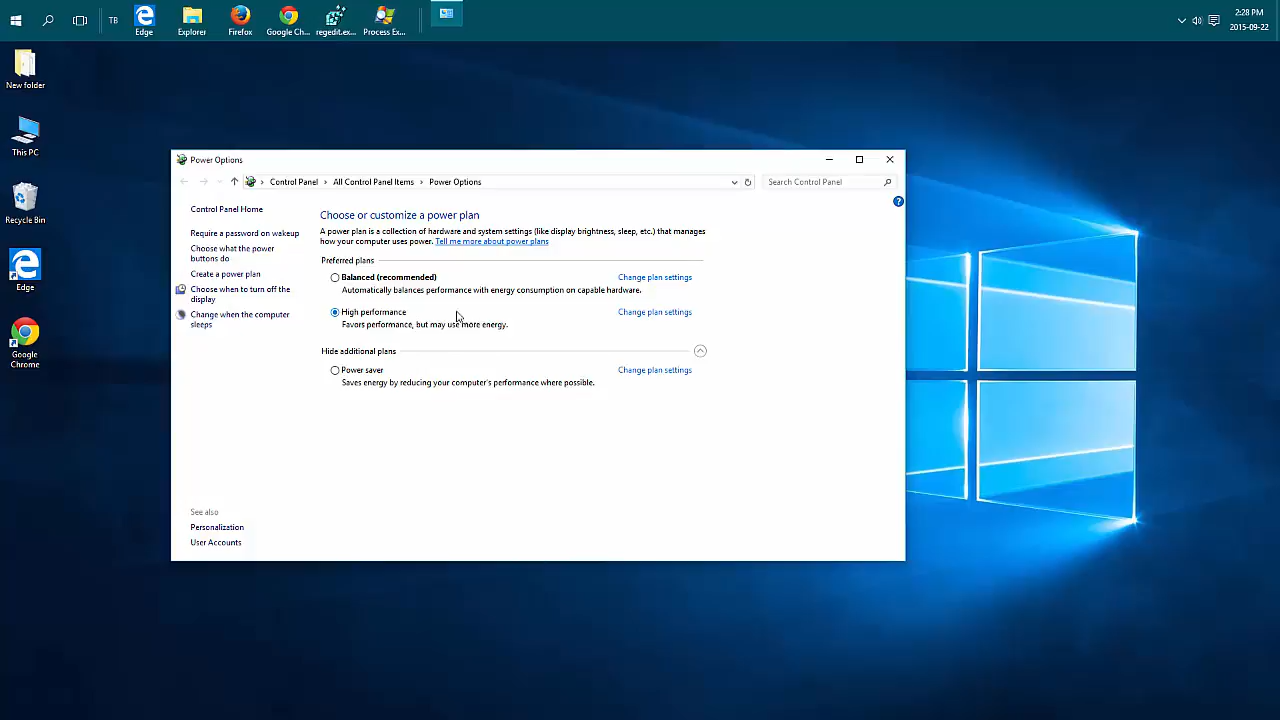 TB
Edge
Explorer
Firefox
Google Ch...
regedit.ex...
Process Ex...
2:28 PM
2015-09-22
New folder
This PC
Recycle Bin
Edge
Google
Chrome
Power Options
Control Panel
All Control Panel Items
Power Options
Search Control Panel
Control Panel Home
Require a password on wakeup
Choose what the power
buttons do
Create a power plan
Choose when to turn off the
display
Change when the computer
sleeps
See also
Personalization
User Accounts
Choose or customize a power plan
A power plan is a collection of hardware and system settings (like display brightness, sleep, etc.) that manages
how your computer uses power. Tell me more about power plans
Preferred plans
Balanced (recommended) Change plan settings
Automatically balances performance with energy consumption on capable hardware.
High performance Change plan settings
Favors performance, but may use more energy.
Hide additional plans
Power saver Change plan settings
Saves energy by reducing your computer's performance where possible.